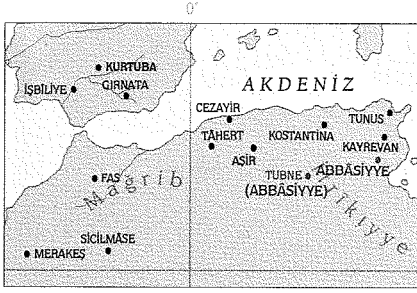 0°
KURTUBA
İŞBİLİYE
GIRNATA
AKDENİZ
CEZAYİR
TUNUS
TÂHERT
KOSTANTİNA
AŞİR
KAYREVAN
ABBÂSİYYE
TUBNE
(ABBÂSİYYE)
FAS
Mağrib
İfrîkıyye
SİCİLMÂSE
MERAKEŞ